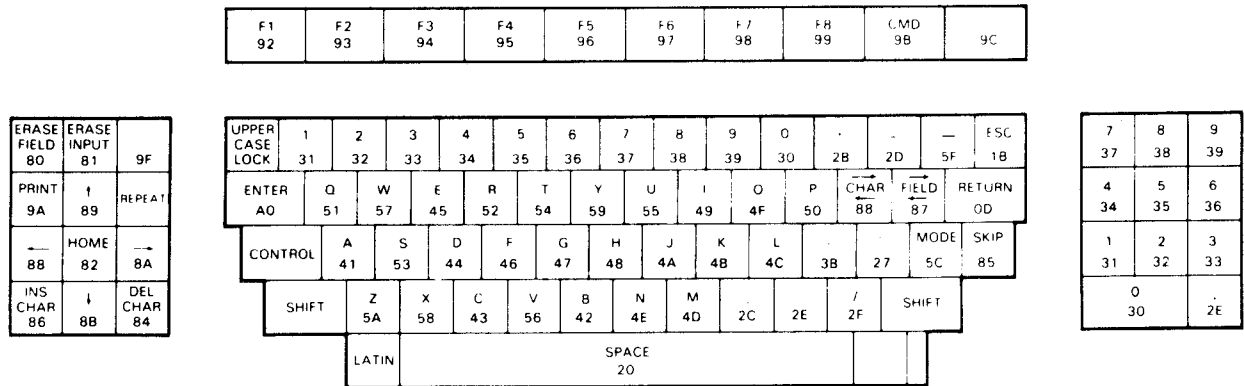 F1 F2 F3 F4 F5 F6 F7 F8 CMD
92 93 94 95 96 97 98 99 9B 9C
ERASE FIELD 80
ERASE INPUT 81
9F
PRINT 9A
↑ 89
REPEAT
← 88
HOME 82
→ 8A
INS CHAR 86
↓ 8B
DEL CHAR 84
UPPER CASE LOCK
1 2 3 4 5 6 7 8 9 0 - — ESC
31 32 33 34 35 36 37 38 39 30 2B 2D 5F 1B
ENTER Q W E R T Y U I O P CHAR FIELD RETURN
A0 51 57 45 52 54 59 55 49 4F 50 88 87 0D
CONTROL A S D F G H J K L MODE SKIP
41 53 44 46 47 48 4A 4B 4C 3B 27 5C 85
SHIFT Z X C V B N M , . / SHIFT
5A 58 43 56 42 4E 4D 2C 2E 2F
LATIN SPACE
20
7 8 9
37 38 39
4 5 6
34 35 36
1 2 3
31 32 33
0 .
30 2E